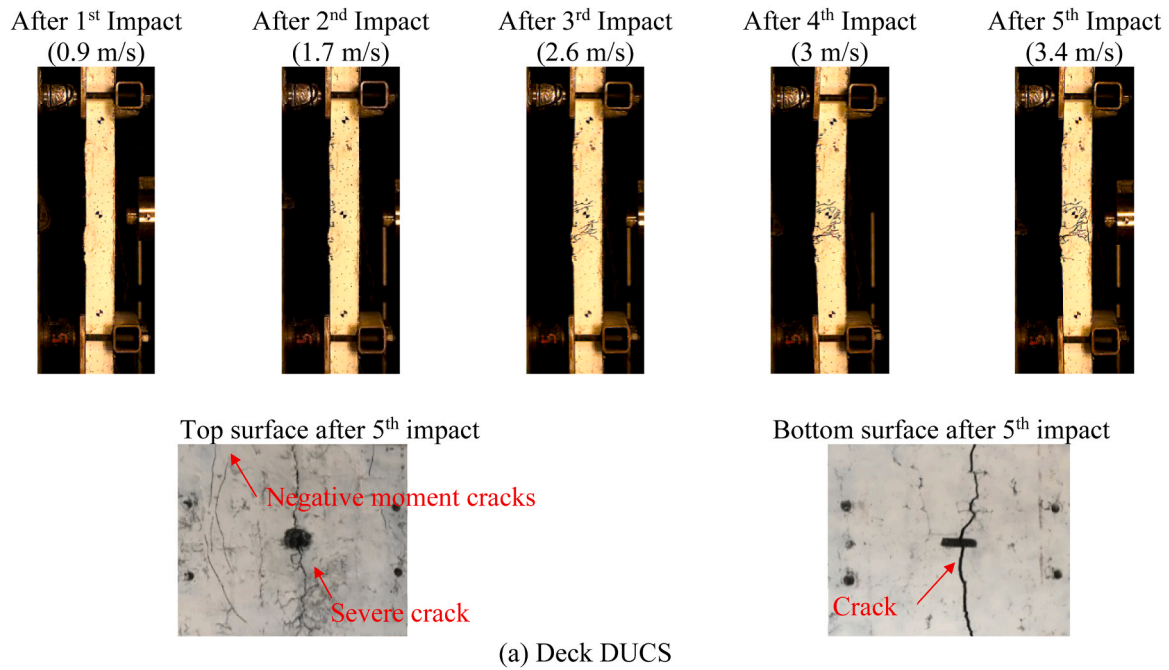 After 1st Impact
(0.9 m/s)
After 2nd Impact
(1.7 m/s)
After 3rd Impact
(2.6 m/s)
After 4th Impact
(3 m/s)
After 5th Impact
(3.4 m/s)
Top surface after 5th impact
Negative moment cracks
Severe crack
Bottom surface after 5th impact
Crack
(a) Deck DUCS